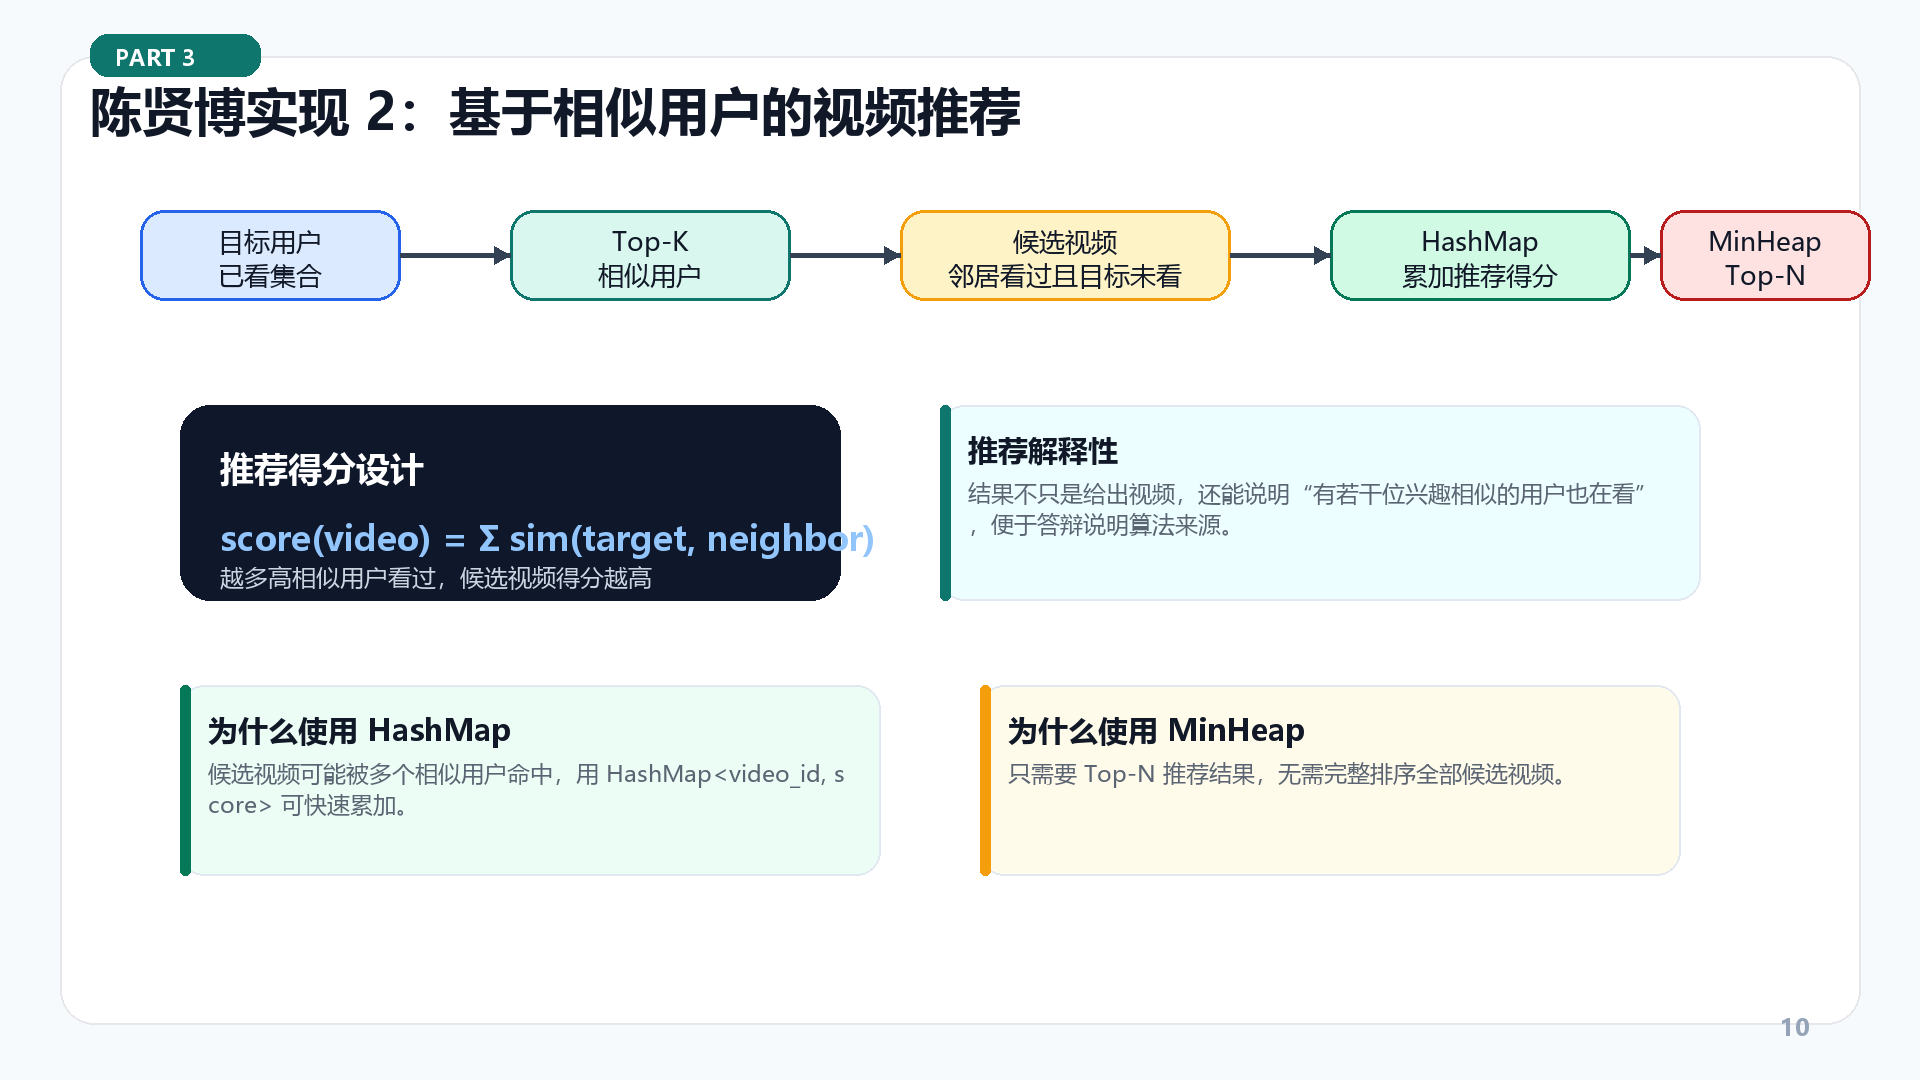 PART 3
陈贤博实现 2：基于相似用户的视频推荐
目标用户
已看集合
Top-K
相似用户
候选视频
邻居看过且目标未看
HashMap
累加推荐得分
MinHeap
Top-N
推荐得分设计
score(video) = Σ sim(target, neighbor)
越多高相似用户看过，候选视频得分越高
推荐解释性
结果不只是给出视频，还能说明“有若干位兴趣相似的用户也在看”
，便于答辩说明算法来源。
为什么使用 HashMap
候选视频可能被多个相似用户命中，用 HashMap<video_id, s
core> 可快速累加。
为什么使用 MinHeap
只需要 Top-N 推荐结果，无需完整排序全部候选视频。
10